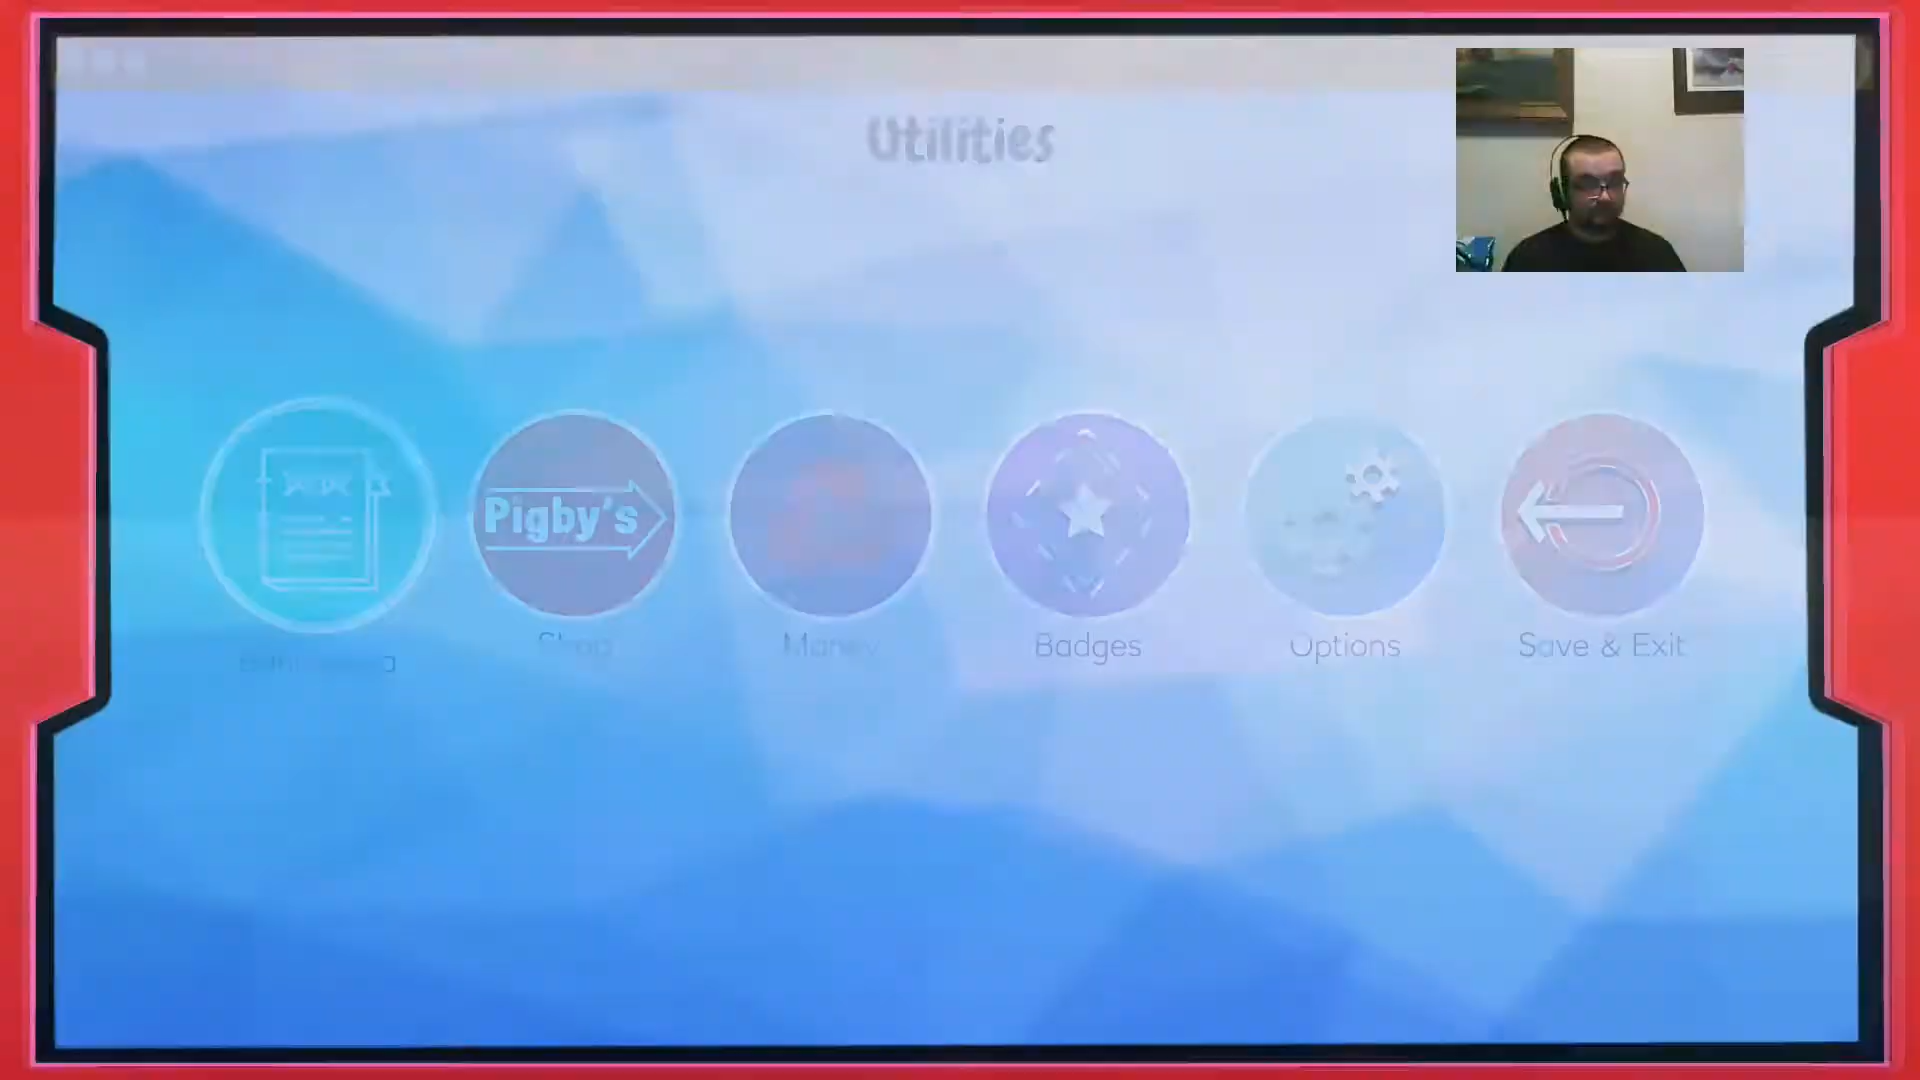 Utilities
Pigby's
Shop
Money
Badges
Options
Save & Exit